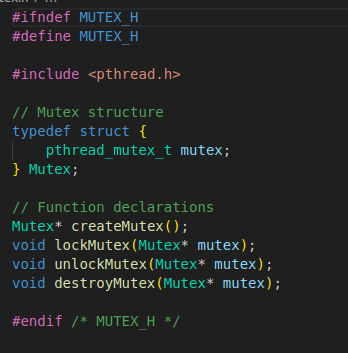 #ifndef MUTEX_H
#define MUTEX_H
#include <pthread.h>
// Mutex structure
typedef struct {
    pthread_mutex_t mutex;
} Mutex;
// Function declarations
Mutex* createMutex();
void lockMutex(Mutex* mutex);
void unlockMutex(Mutex* mutex);
void destroyMutex(Mutex* mutex);
#endif /* MUTEX_H */